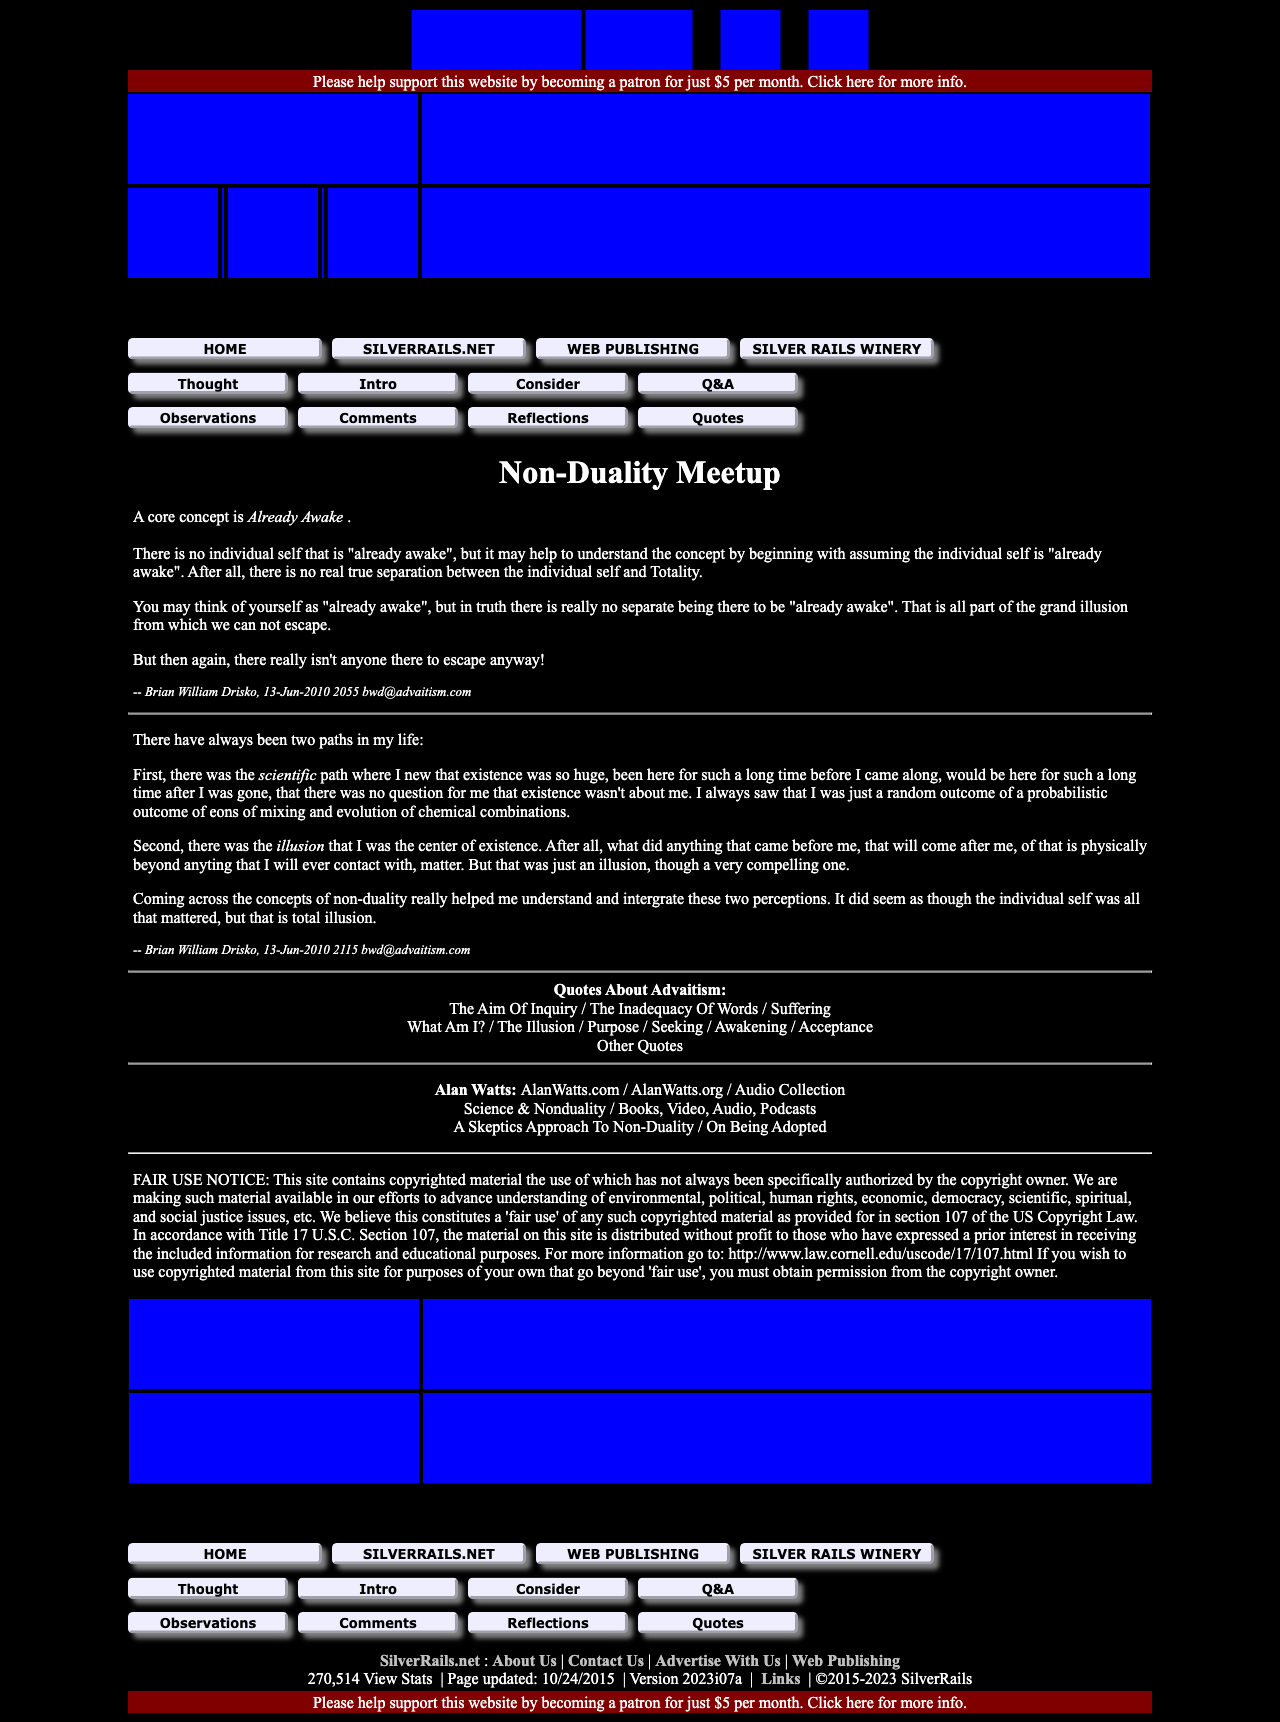 Please help support this website by becoming a patron for just $5 per month. Click here for more info.
HOME SILVERRAILS.NET WEB PUBLISHING SILVER RAILS WINERY
Thought Intro Consider Q&A
Observations Comments Reflections Quotes
Non-Duality Meetup
A core concept is Already Awake .
There is no individual self that is "already awake", but it may help to understand the concept by beginning with assuming the individual self is "already
awake". After all, there is no real true separation between the individual self and Totality.
You may think of yourself as "already awake", but in truth there is really no separate being there to be "already awake". That is all part of the grand illusion
from which we can not escape.
But then again, there really isn't anyone there to escape anyway!
-- Brian William Drisko, 13-Jun-2010 2055 bwd@advaitism.com
There have always been two paths in my life:
First, there was the scientific path where I new that existence was so huge, been here for such a long time before I came along, would be here for such a long
time after I was gone, that there was no question for me that existence wasn't about me. I always saw that I was just a random outcome of a probabilistic
outcome of eons of mixing and evolution of chemical combinations.
Second, there was the illusion that I was the center of existence. After all, what did anything that came before me, that will come after me, of that is physically
beyond anyting that I will ever contact with, matter. But that was just an illusion, though a very compelling one.
Coming across the concepts of non-duality really helped me understand and intergrate these two perceptions. It did seem as though the individual self was all
that mattered, but that is total illusion.
-- Brian William Drisko, 13-Jun-2010 2115 bwd@advaitism.com
Quotes About Advaitism:
The Aim Of Inquiry / The Inadequacy Of Words / Suffering
What Am I? / The Illusion / Purpose / Seeking / Awakening / Acceptance
Other Quotes
Alan Watts: AlanWatts.com / AlanWatts.org / Audio Collection
Science & Nonduality / Books, Video, Audio, Podcasts
A Skeptics Approach To Non-Duality / On Being Adopted
FAIR USE NOTICE: This site contains copyrighted material the use of which has not always been specifically authorized by the copyright owner. We are
making such material available in our efforts to advance understanding of environmental, political, human rights, economic, democracy, scientific, spiritual,
and social justice issues, etc. We believe this constitutes a 'fair use' of any such copyrighted material as provided for in section 107 of the US Copyright Law.
In accordance with Title 17 U.S.C. Section 107, the material on this site is distributed without profit to those who have expressed a prior interest in receiving
the included information for research and educational purposes. For more information go to: http://www.law.cornell.edu/uscode/17/107.html If you wish to
use copyrighted material from this site for purposes of your own that go beyond 'fair use', you must obtain permission from the copyright owner.
HOME SILVERRAILS.NET WEB PUBLISHING SILVER RAILS WINERY
Thought Intro Consider Q&A
Observations Comments Reflections Quotes
SilverRails.net : About Us | Contact Us | Advertise With Us | Web Publishing
270,514 View Stats | Page updated: 10/24/2015 | Version 2023i07a | Links | ©2015-2023 SilverRails
Please help support this website by becoming a patron for just $5 per month. Click here for more info.